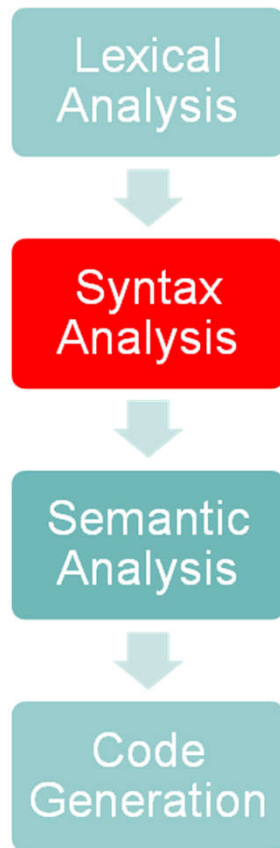 Lexical
Analysis
Syntax
Analysis
Semantic
Analysis
Code
Generation